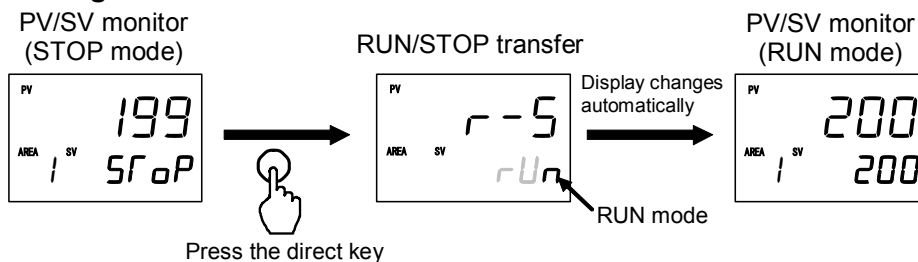 PV/SV monitor
(STOP mode)
PV
199
AREA 1 SV SToP
Press the direct key
RUN/STOP transfer
PV
r--S
AREA SV rUn
RUN mode
Display changes
automatically
PV/SV monitor
(RUN mode)
PV
200
AREA 1 SV 200